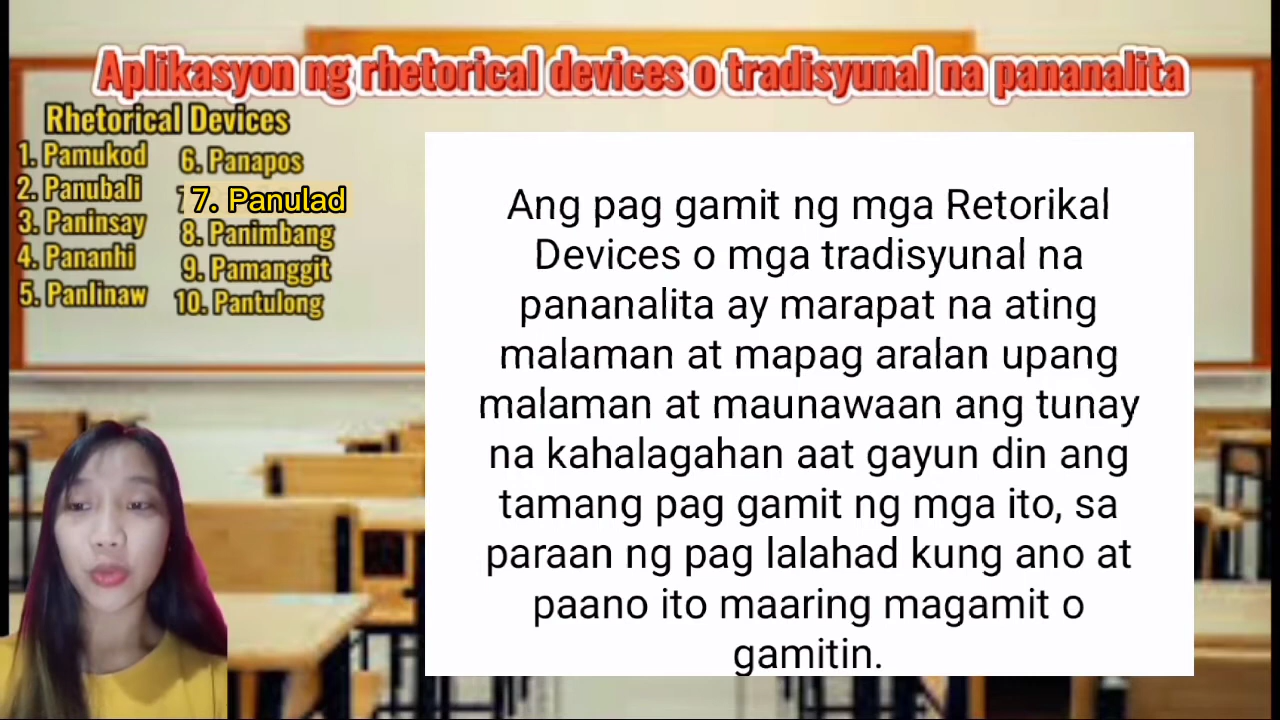 Aplikasyon ng rhetorical devices o tradisyunal na pananalita
Rhetorical Devices
1. Pamukod
2. Panubali
3. Paninsay
4. Pananhi
5. Panlinaw
6. Panapos
7. Panulad
8. Panimbang
9. Pamanggit
10. Pantulong
Ang pag gamit ng mga Retorikal
Devices o mga tradisyunal na
pananalita ay marapat na ating
malaman at mapag aralan upang
malaman at maunawaan ang tunay
na kahalagahan aat gayun din ang
tamang pag gamit ng mga ito, sa
paraan ng pag lalahad kung ano at
paano ito maaring magamit o
gamitin.